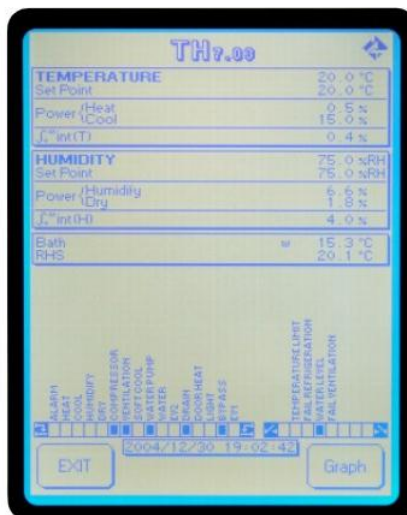 TH7.03
TEMPERATURE 20.0 °C
Set Point 20.0 °C
Power Heat 0.5 %
Cool 15.0 %
int(T) 0.4 %
HUMIDITY 75.0 %RH
Set Point 75.0 %RH
Power Humidify 6.6 %
Dry 1.8 %
int(H) 4.0 %
Bath 15.3 °C
RHS 20.1 °C
ALARM
HEAT
COOL
HUMIDIFY
DRY
COMPRESSOR
VENTILATION
SOFT COOL
WATER PUMP
WATER
EV2
DRAIN
DOOR HEAT
LIGHT
BYPASS
EV1
TEMPERATURE LIMIT
FAIL REFRIGERATION
WATER LEVEL
FAIL VENTILATION
2004/12/30 19:02:42
EXIT Graph